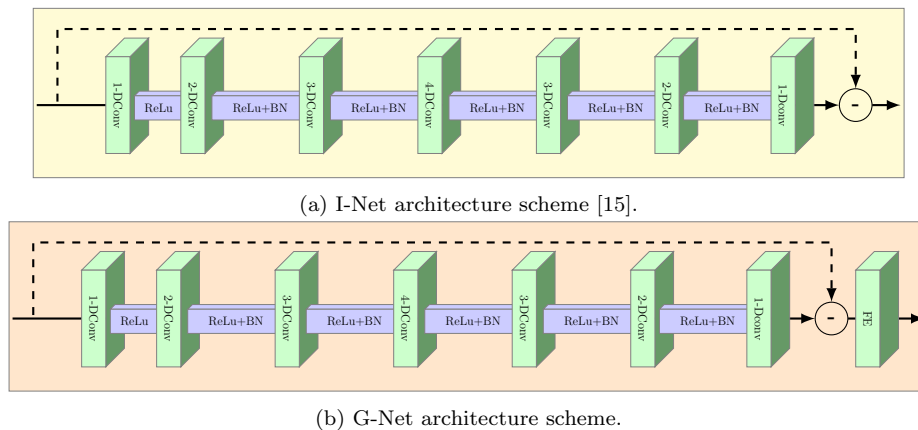 1-DConv ReLu 2-DConv ReLu+BN 3-DConv ReLu+BN 4-DConv ReLu+BN 3-DConv ReLu+BN 2-DConv ReLu+BN 1-Dconv -
(a) I-Net architecture scheme [15].
1-DConv ReLu 2-DConv ReLu+BN 3-DConv ReLu+BN 4-DConv ReLu+BN 3-DConv ReLu+BN 2-DConv ReLu+BN 1-Dconv - FE
(b) G-Net architecture scheme.